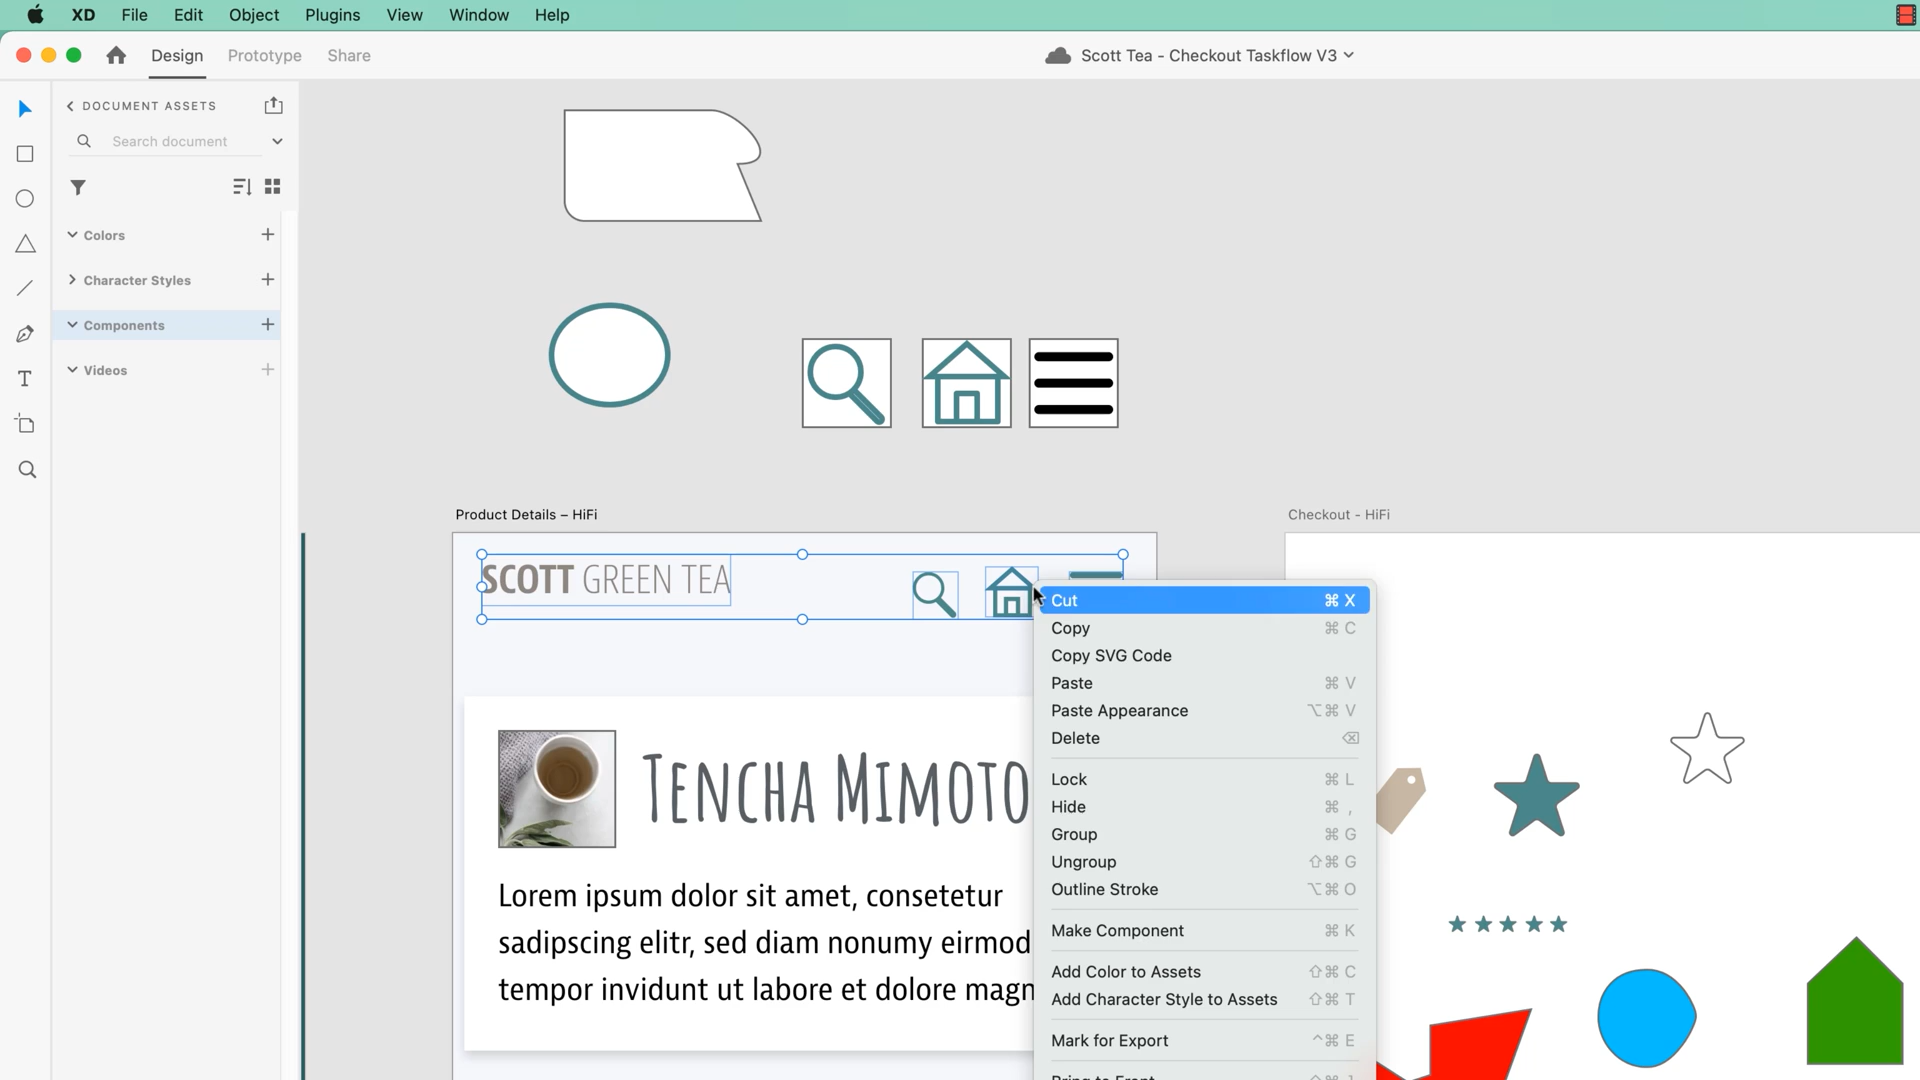 XD File Edit Object Plugins View Window Help
Design Prototype Share
Scott Tea - Checkout Taskflow V3
DOCUMENT ASSETS
Search document
Colors
Character Styles
Components
Videos
Product Details – HiFi
Checkout - HiFi
SCOTT GREEN TEA
TENCHA MIMOTO
Lorem ipsum dolor sit amet, consetetur
sadipscing elitr, sed diam nonumy eirmod
tempor invidunt ut labore et dolore magn
Cut ⌘ X
Copy ⌘ C
Copy SVG Code
Paste ⌘ V
Paste Appearance ⌥⌘ V
Delete ⌫
Lock ⌘ L
Hide ⌘ ,
Group ⌘ G
Ungroup ⇧⌘ G
Outline Stroke ⌥⌘ O
Make Component ⌘ K
Add Color to Assets ⇧⌘ C
Add Character Style to Assets ⇧⌘ T
Mark for Export ^⌘ E
Bring to Front